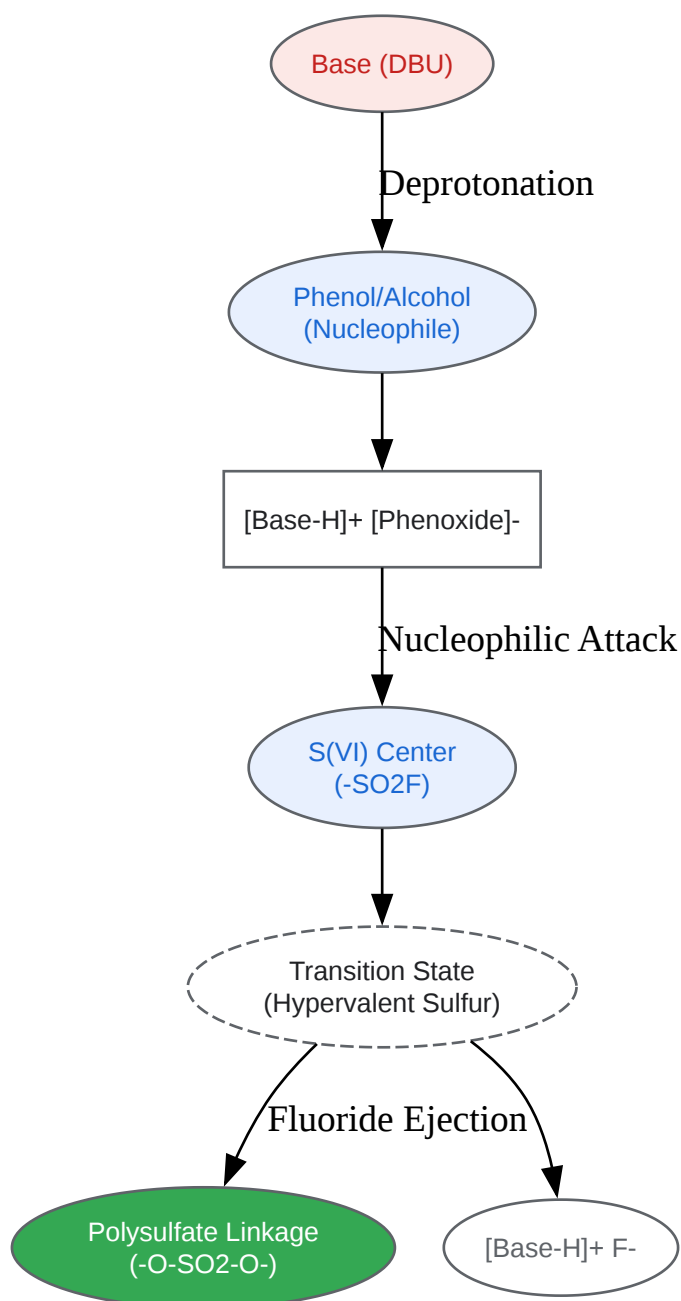 Base (DBU)
Deprotonation
Phenol/Alcohol
(Nucleophile)
[Base-H]+ [Phenoxide]-
Nucleophilic Attack
S(VI) Center
(-SO2F)
Transition State
(Hypervalent Sulfur)
Fluoride Ejection
Polysulfate Linkage
(-O-SO2-O-)
[Base-H]+ F-